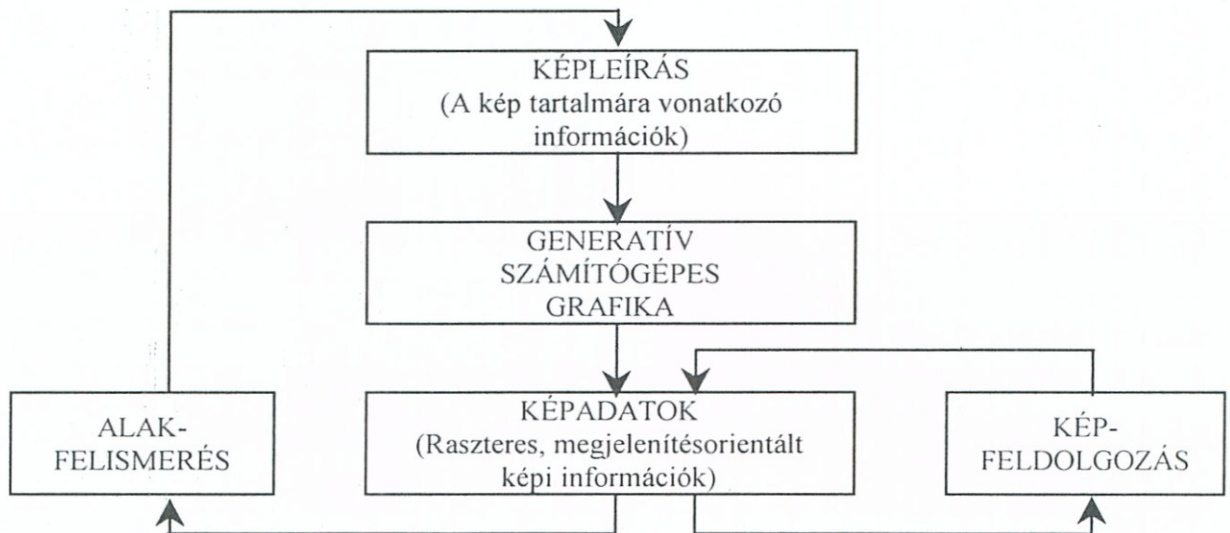 KÉPLEÍRÁS
(A kép tartalmára vonatkozó
információk)
GENERATÍV
SZÁMÍTÓGÉPES
GRAFIKA
ALAK-
FELISMERÉS
KÉPADATOK
(Raszteres, megjelenítésorientált
képi információk)
KÉP-
FELDOLGOZÁS